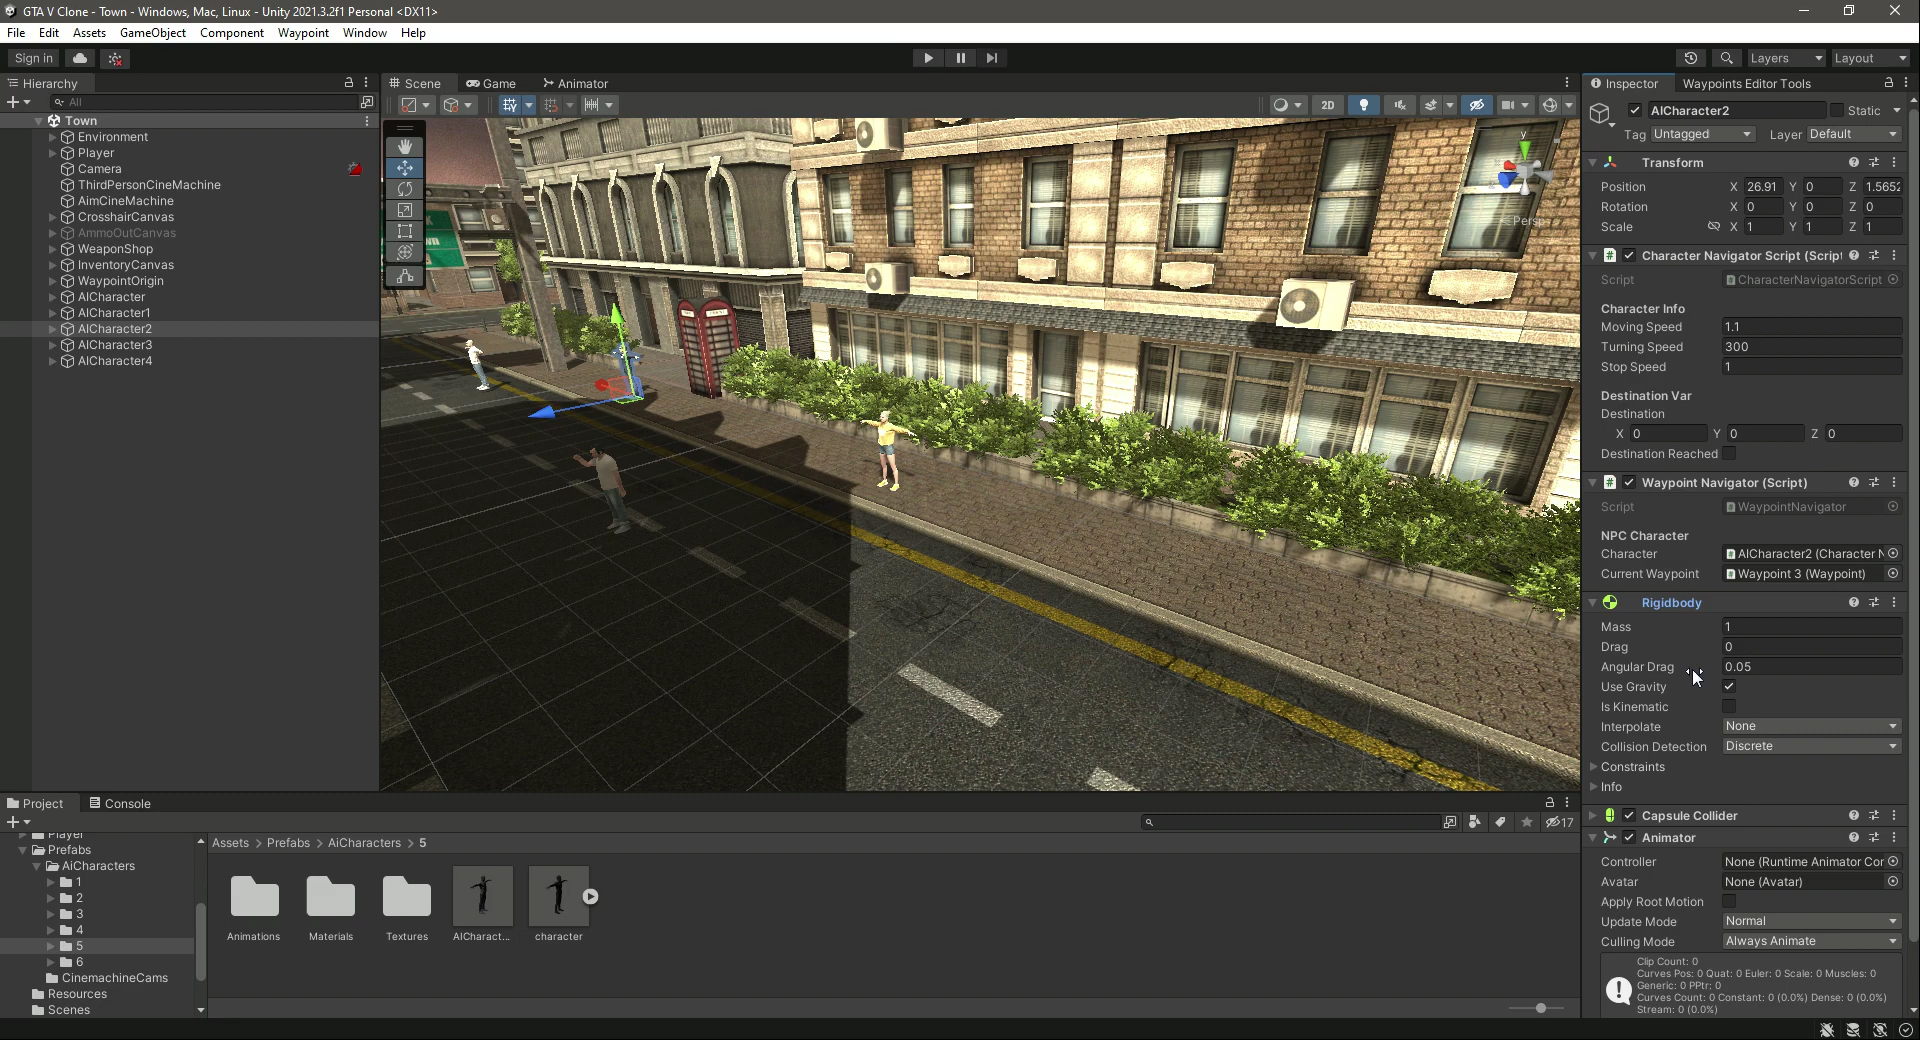 GTA V Clone - Town - Windows, Mac, Linux - Unity 2021.3.2f1 Personal <DX11>
File Edit Assets GameObject Component Waypoint Window Help
Sign in
Layers
Layout
Hierarchy
All
Town
Environment
Player
Camera
ThirdPersonCineMachine
AimCineMachine
CrosshairCanvas
AmmoOutCanvas
WeaponShop
InventoryCanvas
WaypointOrigin
AICharacter
AICharacter1
AICharacter2
AICharacter3
AICharacter4
Scene Game Animator
2D
y
Persp
Inspector Waypoints Editor Tools
AICharacter2 Static
Tag Untagged Layer Default
Transform
Position X 26.91 Y 0 Z 1.5652
Rotation X 0 Y 0 Z 0
Scale X 1 Y 1 Z 1
Character Navigator Script (Script
Script CharacterNavigatorScript
Character Info
Moving Speed 1.1
Turning Speed 300
Stop Speed 1
Destination Var
Destination
X 0 Y 0 Z 0
Destination Reached
Waypoint Navigator (Script)
Script WaypointNavigator
NPC Character
Character AICharacter2 (Character N
Current Waypoint Waypoint 3 (Waypoint)
Rigidbody
Mass 1
Drag 0
Angular Drag 0.05
Use Gravity
Is Kinematic
Interpolate None
Collision Detection Discrete
Constraints
Info
Capsule Collider
Animator
Controller None (Runtime Animator Cor
Avatar None (Avatar)
Apply Root Motion
Update Mode Normal
Culling Mode Always Animate
Clip Count: 0
Curves Pos: 0 Quat: 0 Euler: 0 Scale: 0 Muscles: 0
Generic: 0 PPtr: 0
Curves Count: 0 Constant: 0 (0.0%) Dense: 0 (0.0%)
Stream: 0 (0.0%)
Project Console
17
Player
Prefabs
AiCharacters
1
2
3
4
5
6
CinemachineCams
Resources
Scenes
Assets > Prefabs > AiCharacters > 5
Animations
Materials
Textures
AICharact...
character